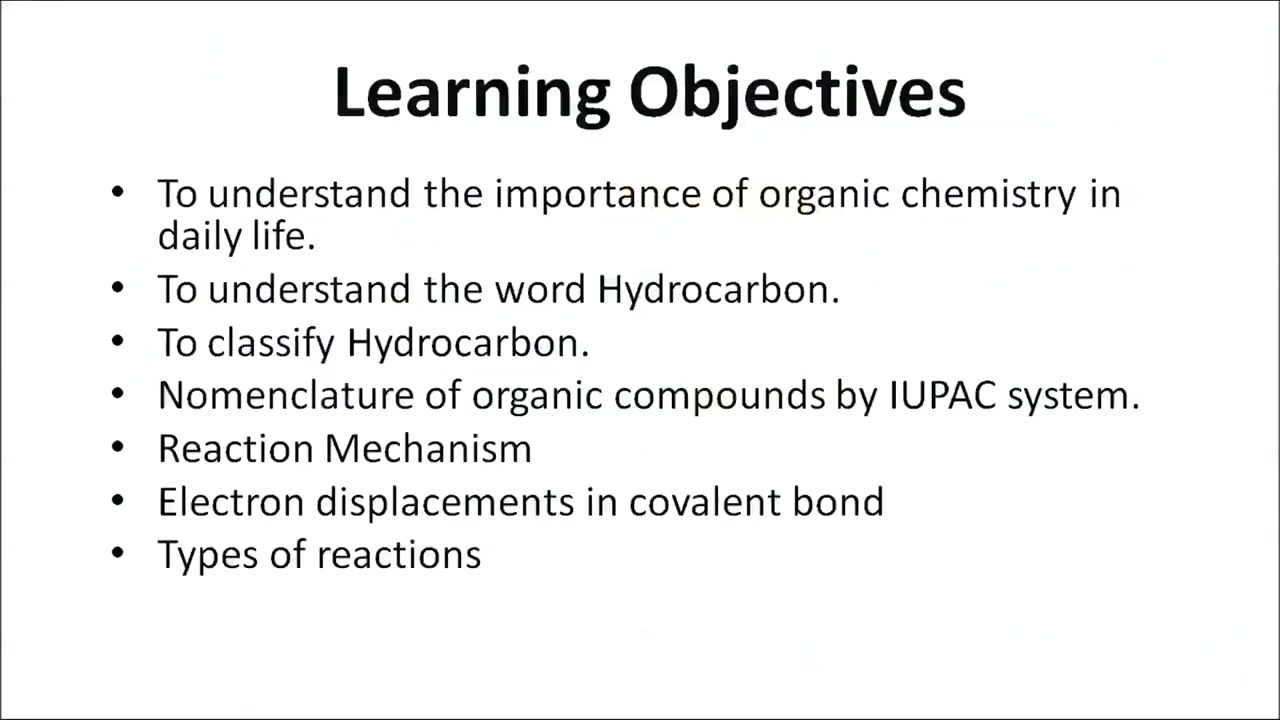 Learning Objectives
• To understand the importance of organic chemistry in
daily life.
• To understand the word Hydrocarbon.
• To classify Hydrocarbon.
• Nomenclature of organic compounds by IUPAC system.
• Reaction Mechanism
• Electron displacements in covalent bond
• Types of reactions